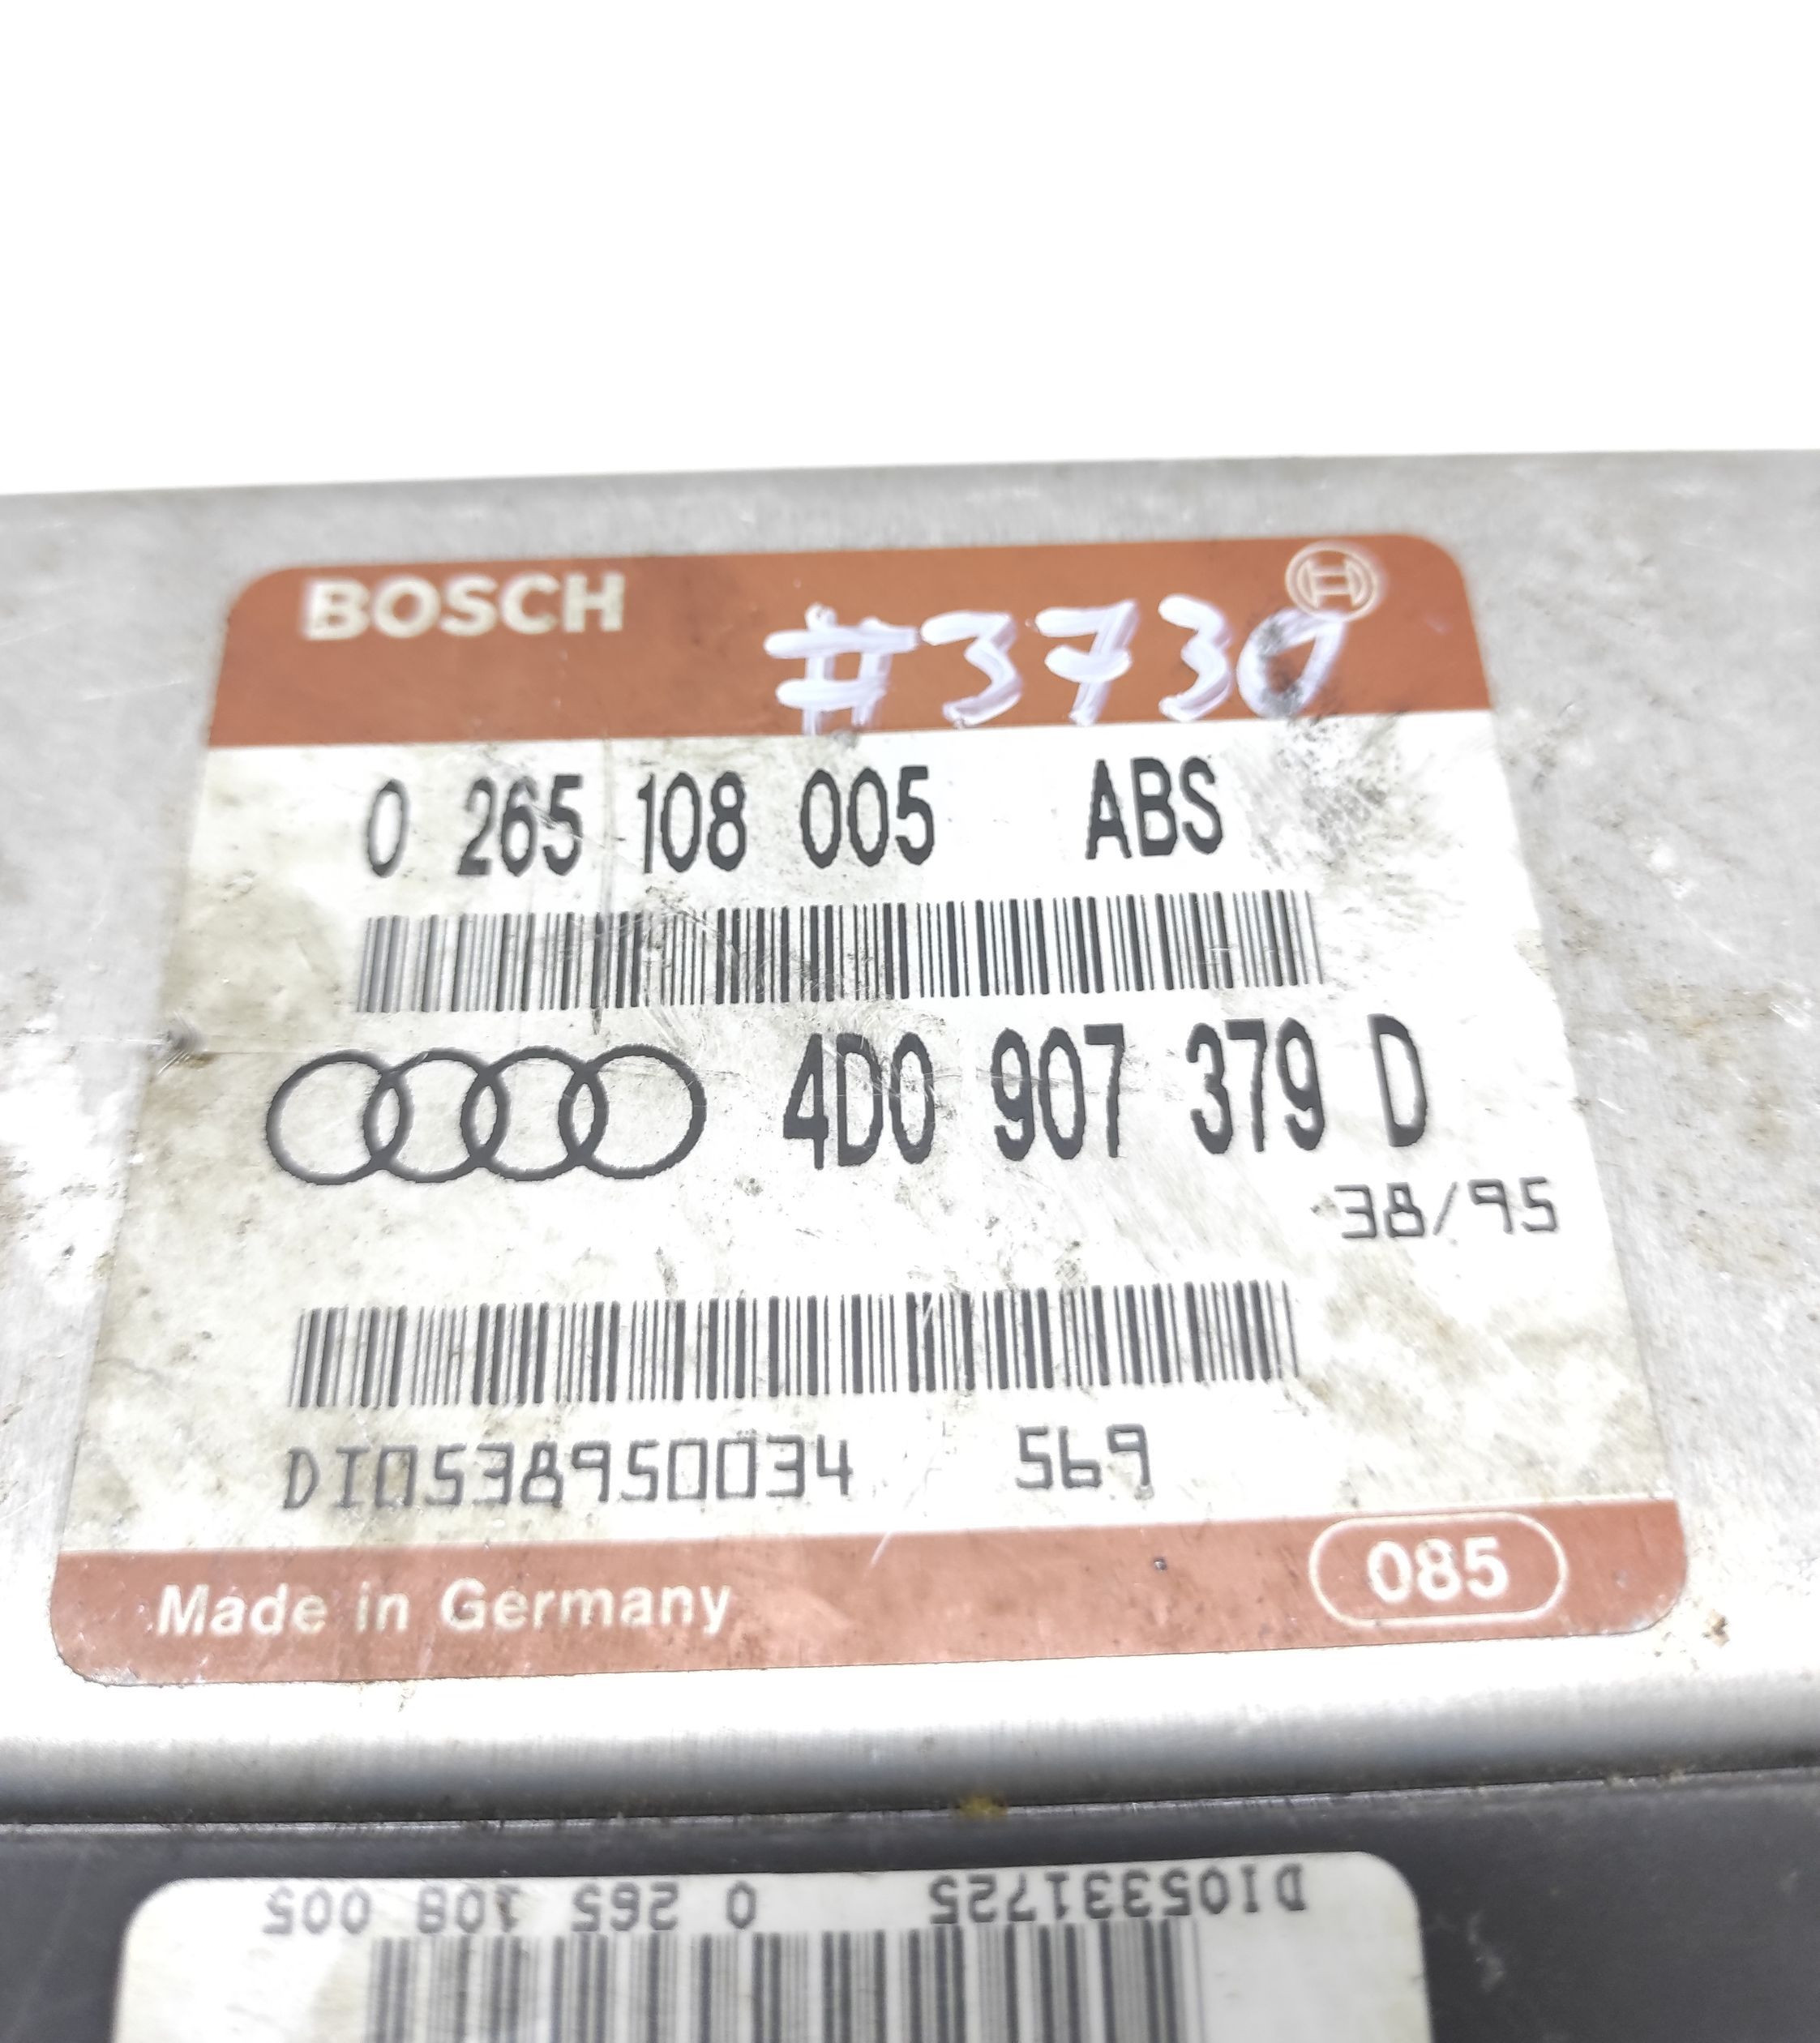 BOSCH
#3730
0 265 108 005 ABS
4D0 907 379 D
38/95
DI0538950034 569
Made in Germany
085
DI05331725 0 265 108 005